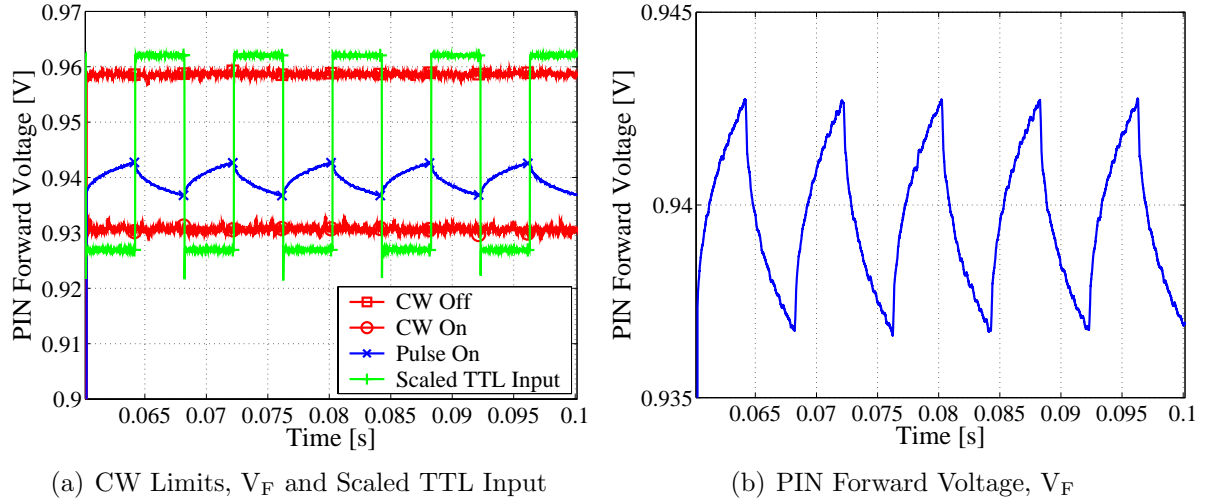 0.97
0.96
0.95
0.94
0.93
0.92
0.91
0.9
PIN Forward Voltage [V]
CW Off
CW On
Pulse On
Scaled TTL Input
0.065 0.07 0.075 0.08 0.085 0.09 0.095 0.1
Time [s]
(a) CW Limits, V_F and Scaled TTL Input
0.945
0.94
0.935
PIN Forward Voltage [V]
0.065 0.07 0.075 0.08 0.085 0.09 0.095 0.1
Time [s]
(b) PIN Forward Voltage, V_F